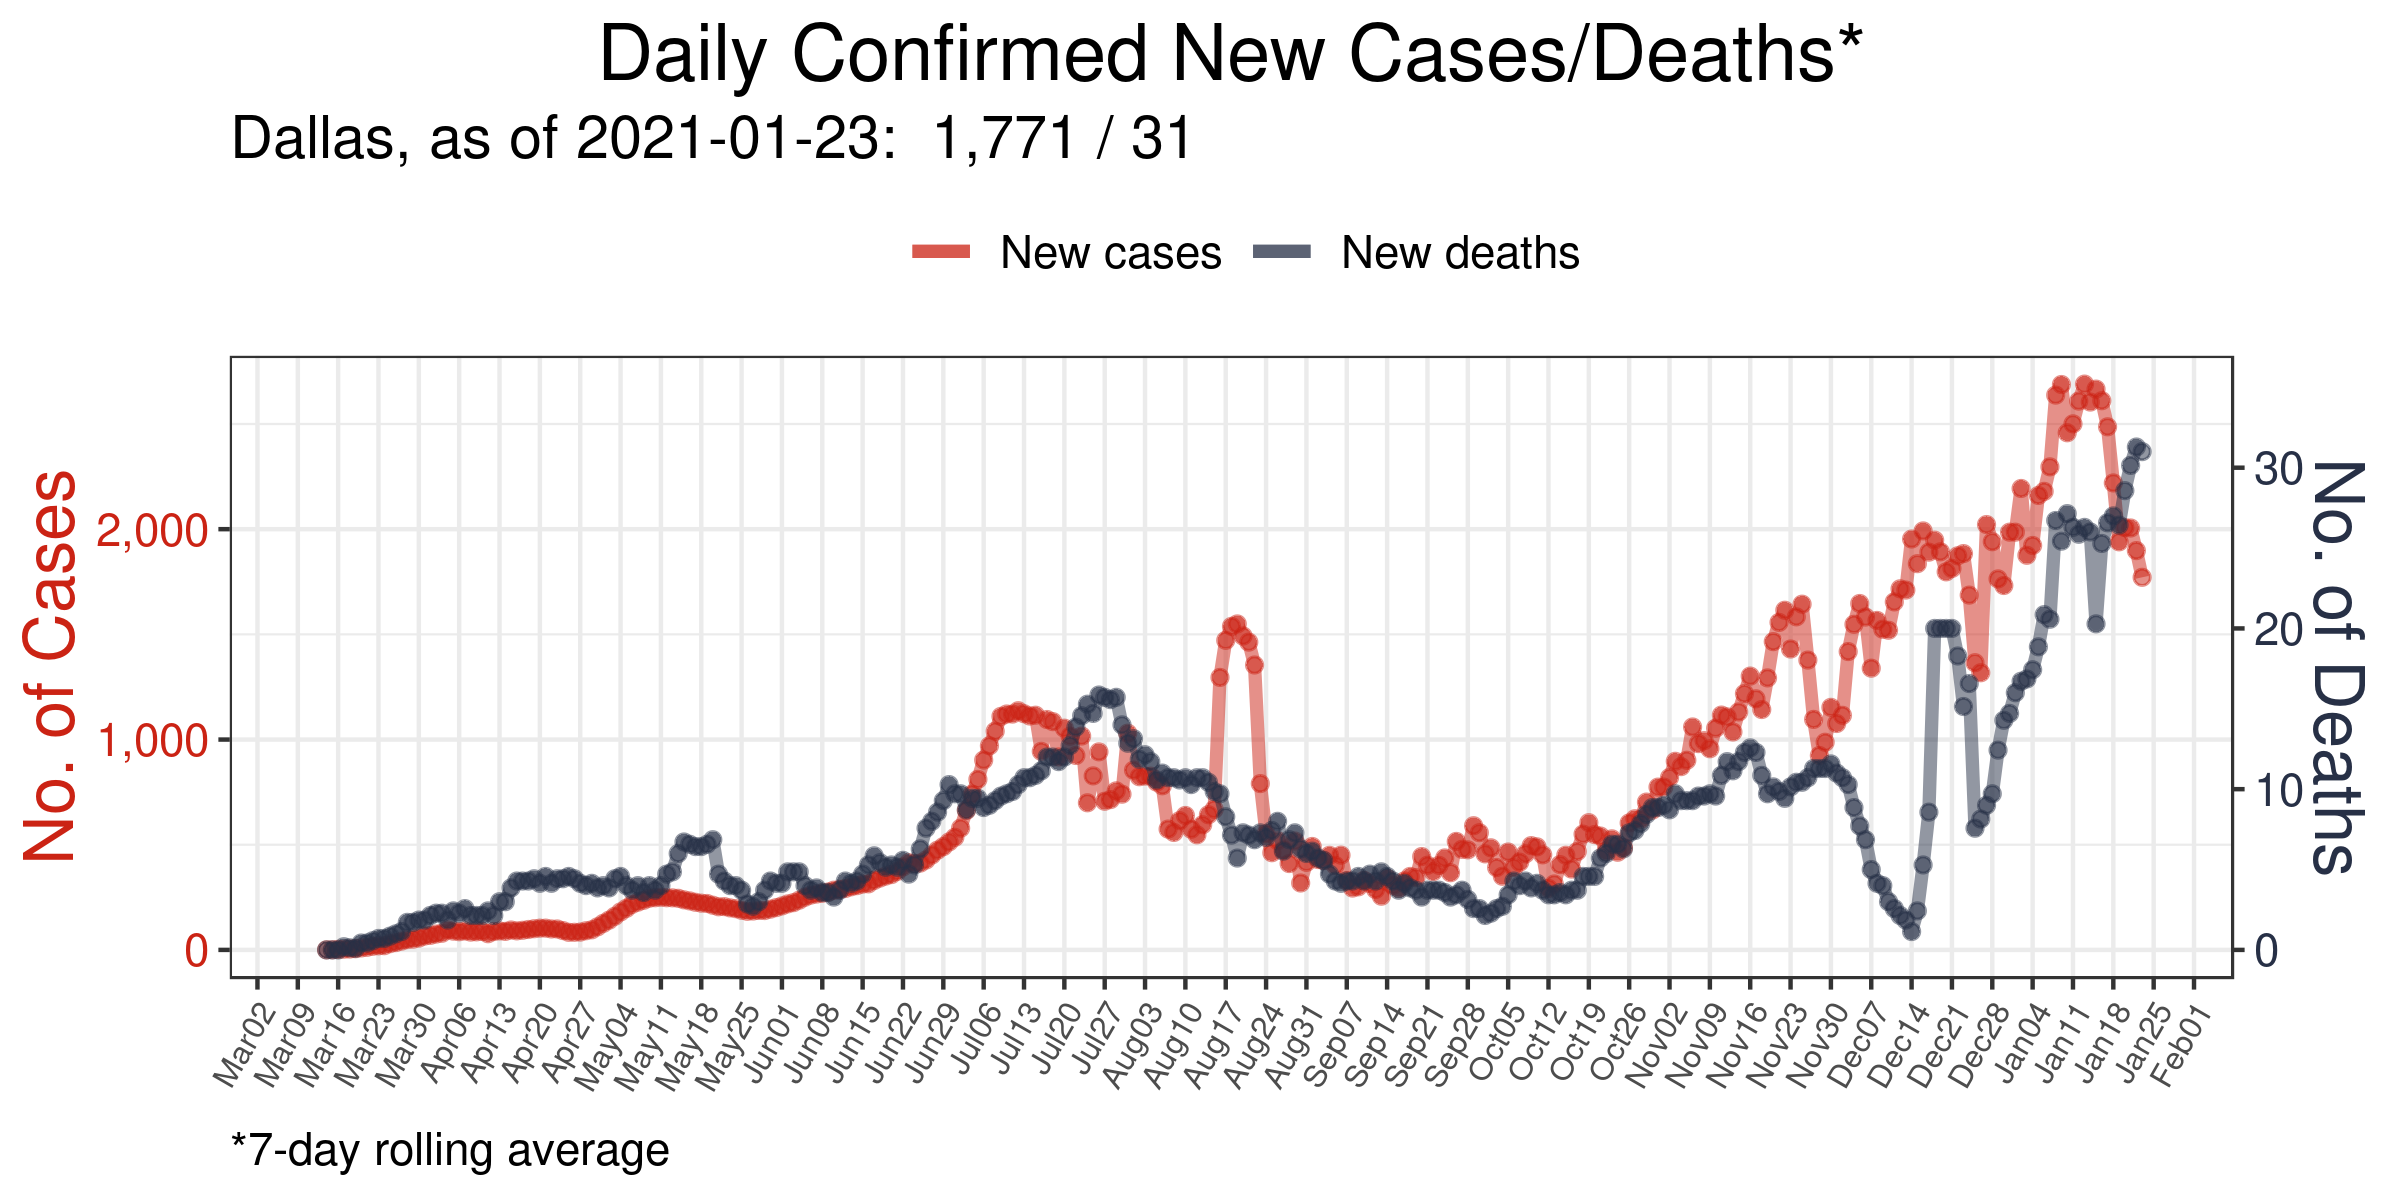 Daily Confirmed New Cases/Deaths*
Dallas, as of 2021-01-23:  1,771 / 31
New cases New deaths
No. of Cases
2,000
1,000
0
30
20
10
0
No. of Deaths
Mar02 Mar09 Mar16 Mar23 Mar30 Apr06 Apr13 Apr20 Apr27 May04 May11 May18 May25 Jun01 Jun08 Jun15 Jun22 Jun29 Jul06 Jul13 Jul20 Jul27 Aug03 Aug10 Aug17 Aug24 Aug31 Sep07 Sep14 Sep21 Sep28 Oct05 Oct12 Oct19 Oct26 Nov02 Nov09 Nov16 Nov23 Nov30 Dec07 Dec14 Dec21 Dec28 Jan04 Jan11 Jan18 Jan25 Feb01
*7-day rolling average